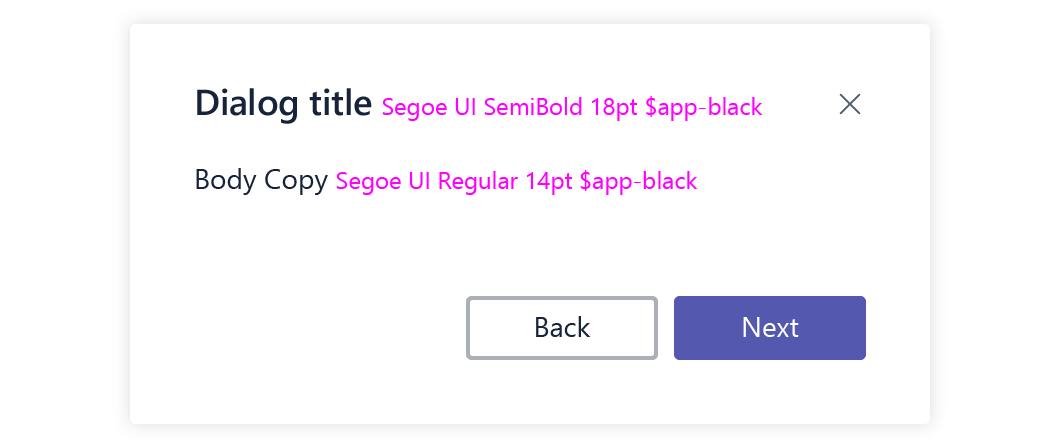 Dialog title Segoe UI SemiBold 18pt $app-black
Body Copy Segoe UI Regular 14pt $app-black
Back Next